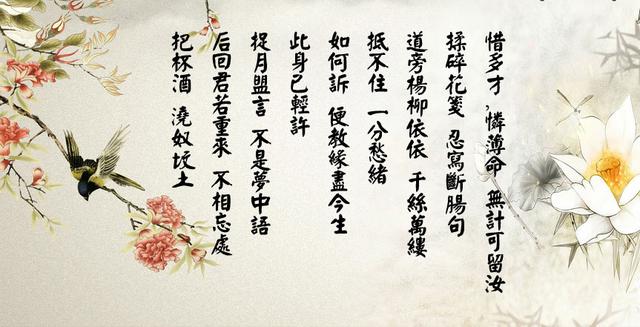 惜多才,憐薄命 無計可留汝
揉碎花箋 忍寫斷腸句
道旁楊柳依依 千絲萬縷
抵不住 一分愁緒
如何訴 便教緣盡今生
此身已輕許
捉月盟言 不是夢中語
后回君若重來 不相忘處
把杯酒 澆奴坟土